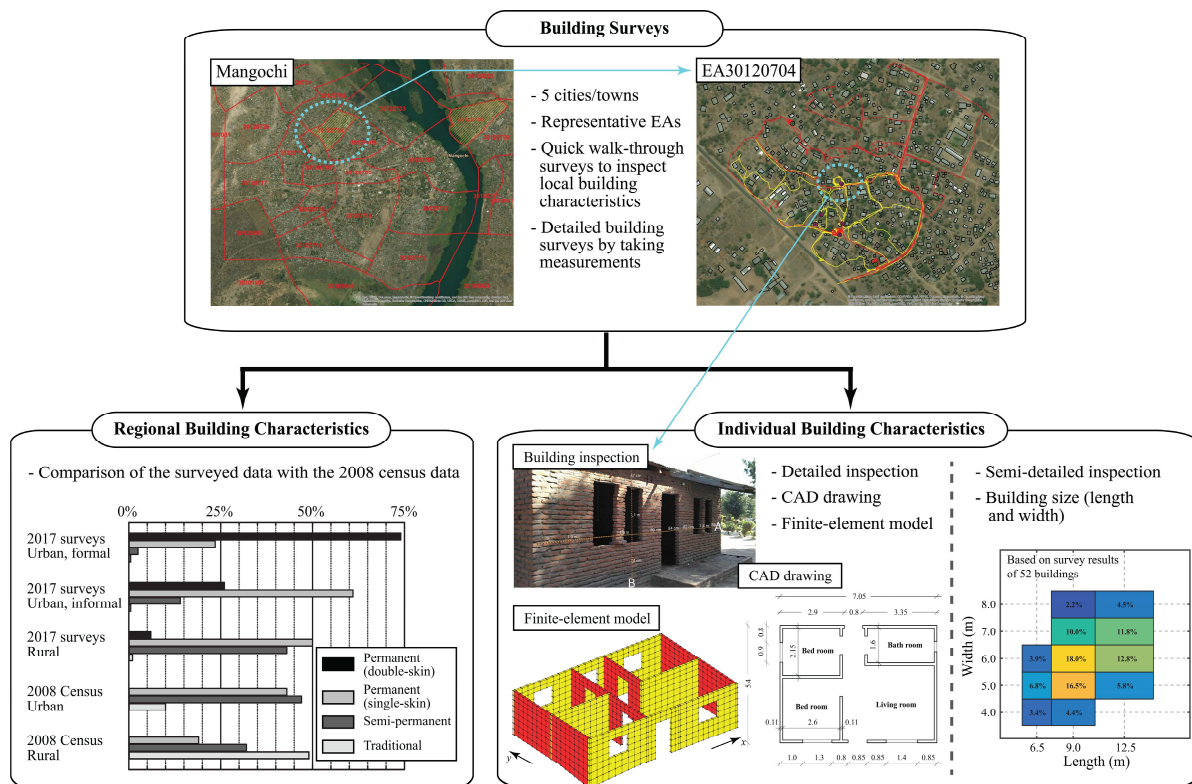 Building Surveys
Mangochi
EA30120704
- 5 cities/towns
- Representative EAs
- Quick walk-through
surveys to inspect
local building
characteristics
- Detailed building
surveys by taking
measurements
Mangochi
Regional Building Characteristics
- Comparison of the surveyed data with the 2008 census data
0% 25% 50% 75%
2017 surveys
Urban, formal
2017 surveys
Urban, informal
2017 surveys
Rural
2008 Census
Urban
2008 Census
Rural
Permanent
(double-skin)
Permanent
(single-skin)
Semi-permanent
Traditional
Individual Building Characteristics
Building inspection
A
B
- Detailed inspection
- CAD drawing
- Finite-element model
CAD drawing
Finite-element model
y
x
7.05
2.9 0.8 3.35
0.8
0.9
2.15
1.6
5.4
Bed room
Bath room
Bed room
Living room
0.11 2.6 0.11
1.0 1.3 0.8 0.85 0.85 1.4 0.85
- Semi-detailed inspection
- Building size (length
and width)
Based on survey results
of 52 buildings
Width (m)
8.0 2.2% 4.5%
7.0 10.0% 11.8%
6.0 3.9% 18.0% 12.8%
5.0 6.8% 16.5% 5.8%
4.0 3.4% 4.4%
6.5 9.0 12.5
Length (m)